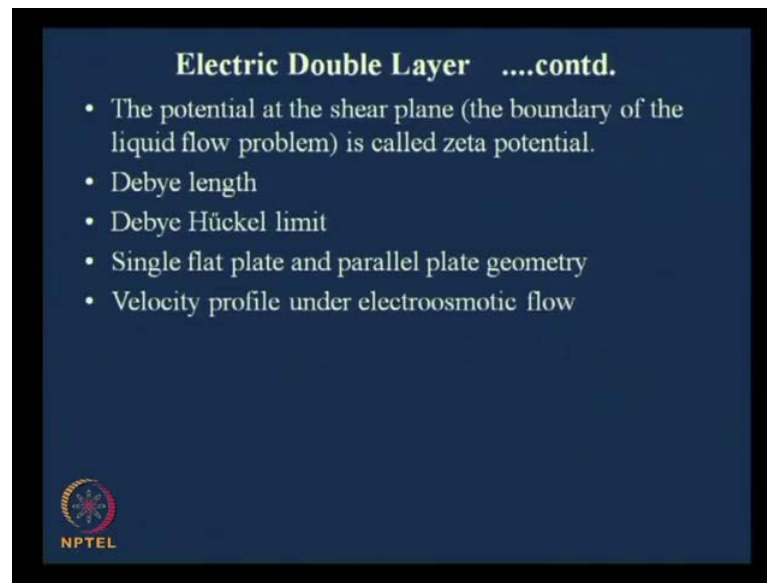 Electric Double Layer ....contd.
• The potential at the shear plane (the boundary of the
liquid flow problem) is called zeta potential.
• Debye length
• Debye Hűckel limit
• Single flat plate and parallel plate geometry
• Velocity profile under electroosmotic flow
NPTEL